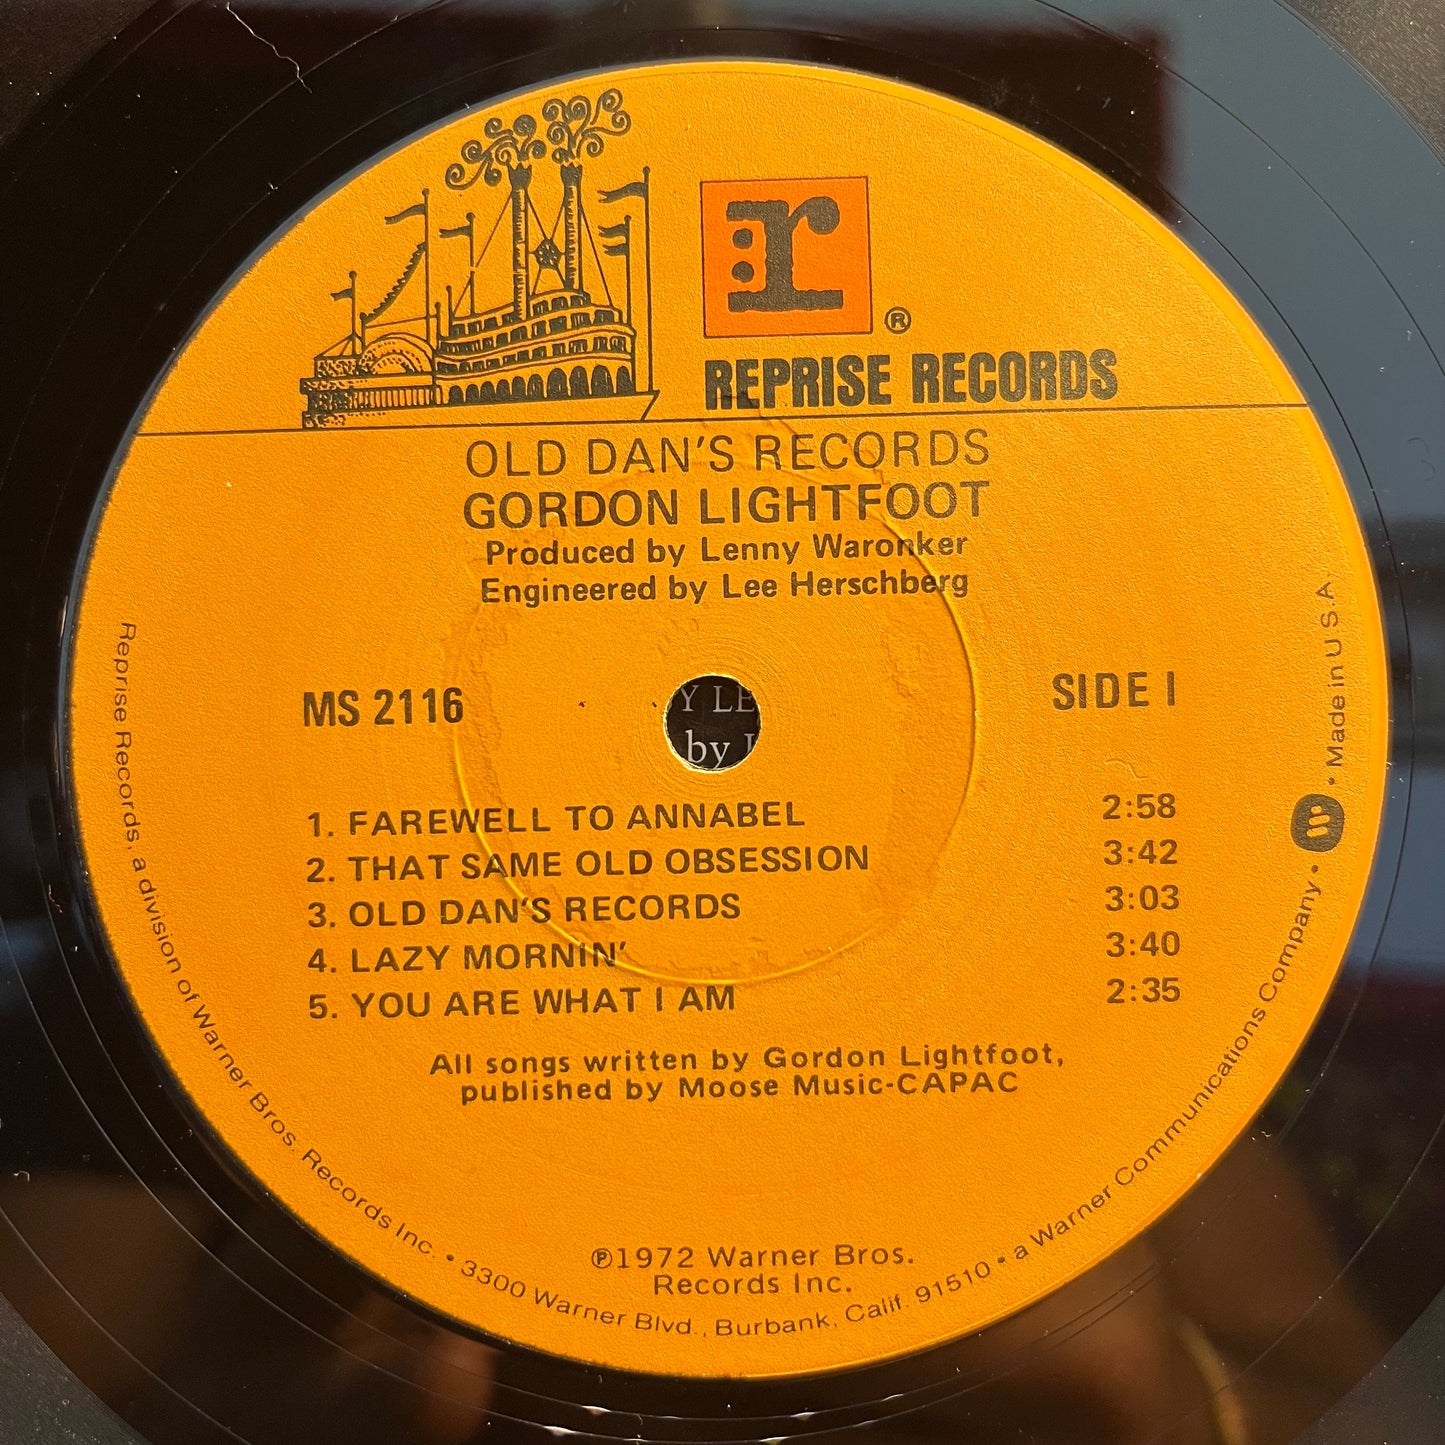 r
®
REPRISE RECORDS
OLD DAN'S RECORDS
GORDON LIGHTFOOT
Produced by Lenny Waronker
Engineered by Lee Herschberg
MS 2116
SIDE 1
Y LE
by
1. FAREWELL TO ANNABEL 2:58
2. THAT SAME OLD OBSESSION 3:42
3. OLD DAN'S RECORDS 3:03
4. LAZY MORNIN' 3:40
5. YOU ARE WHAT I AM 2:35
All songs written by Gordon Lightfoot,
published by Moose Music-CAPAC
℗1972 Warner Bros.
Records Inc.
Reprise Records, a division of Warner Bros. Records Inc. • 3300 Warner Blvd., Burbank, Calif. 91510 • a Warner Communications Company • W • Made in U.S.A